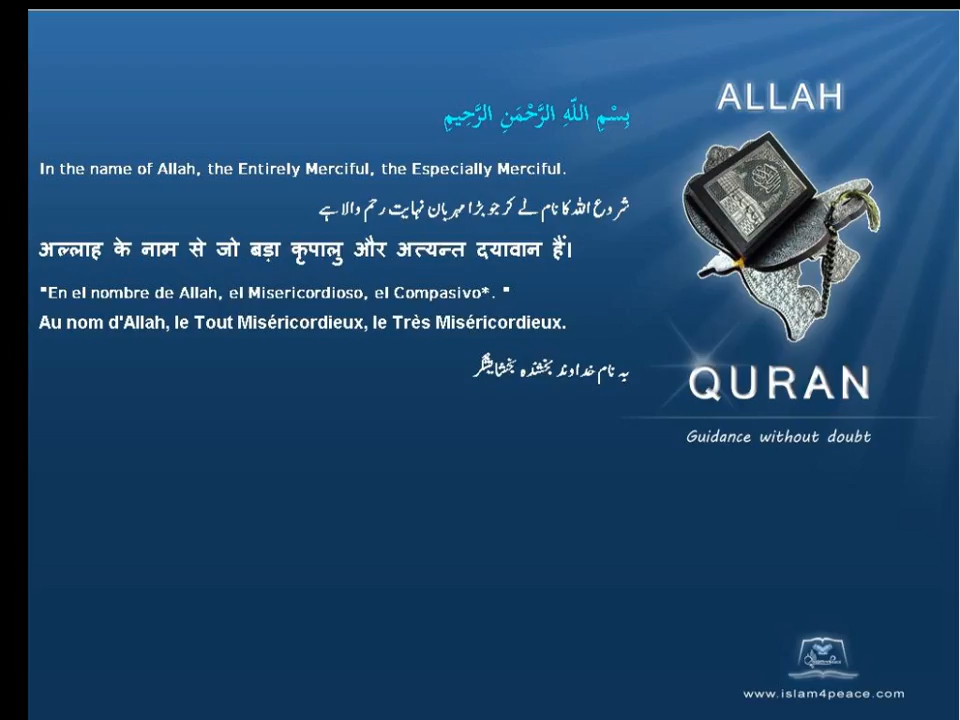 بِسْمِ اللَّهِ الرَّحْمَنِ الرَّحِيمِ
In the name of Allah, the Entirely Merciful, the Especially Merciful.
شروع الله کا نام لے کر جو بڑا مہربان نہایت رحم والا ہے
अल्लाह के नाम से जो बड़ा कृपालु और अत्यन्त दयावान हैं।
"En el nombre de Allah, el Misericordioso, el Compasivo*. "
Au nom d'Allah, le Tout Miséricordieux, le Très Miséricordieux.
به نام خداوند بخشنده بخشایشگر
ALLAH
QURAN
Guidance without doubt
www.islam4peace.com